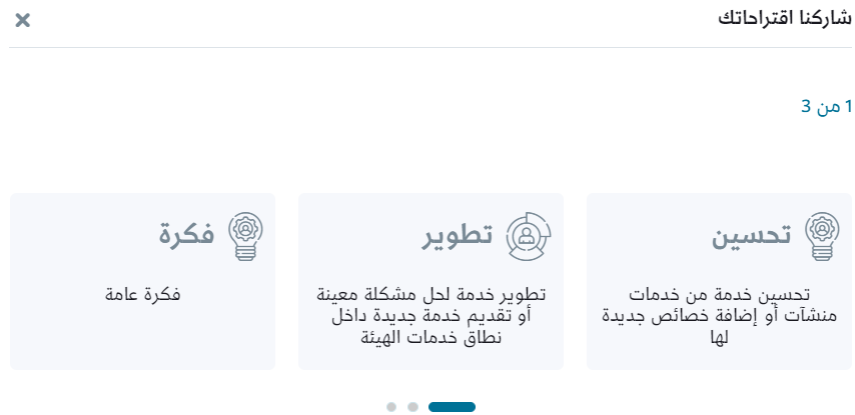 شاركنا اقتراحاتك
1 من 3
تحسين
تحسين خدمة من خدمات
منشآت أو إضافة خصائص جديدة
لها
تطوير
تطوير خدمة لحل مشكلة معينة
أو تقديم خدمة جديدة داخل
نطاق خدمات الهيئة
فكرة
فكرة عامة